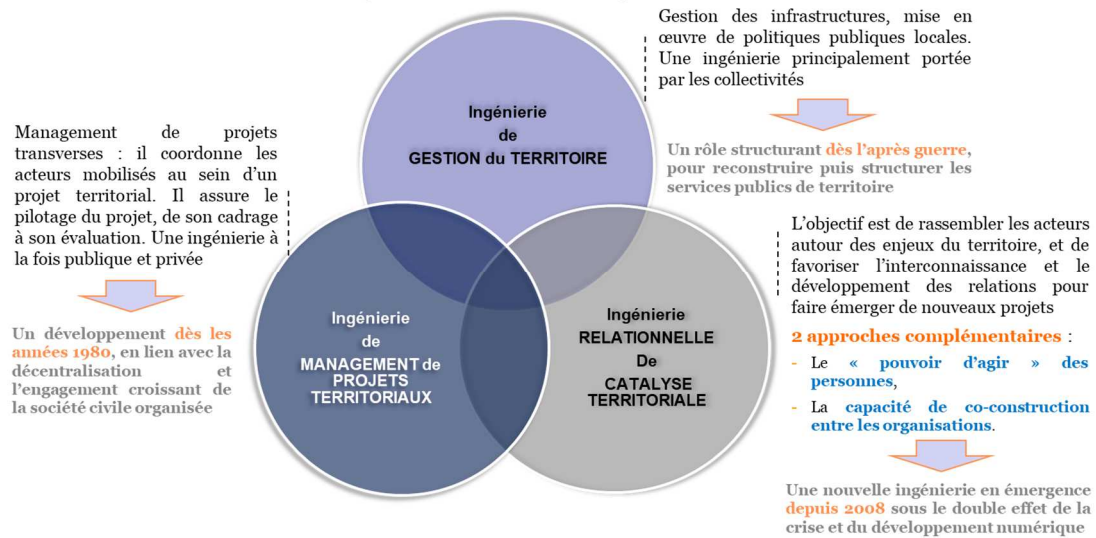 Gestion des infrastructures, mise en
œuvre de politiques publiques locales.
Une ingénierie principalement portée
par les collectivités
Un rôle structurant dès l'après guerre,
pour reconstruire puis structurer les
services publics de territoire
Ingénierie
de
GESTION du TERRITOIRE
Management de projets
transverses : il coordonne les
acteurs mobilisés au sein d'un
projet territorial. Il assure le
pilotage du projet, de son cadrage
à son évaluation. Une ingénierie à
la fois publique et privée
Un développement dès les
années 1980, en lien avec la
décentralisation et
l'engagement croissant de
la société civile organisée
Ingénierie
de
MANAGEMENT de
PROJETS
TERRITORIAUX
Ingénierie
RELATIONNELLE
De
CATALYSE
TERRITORIALE
L'objectif est de rassembler les acteurs
autour des enjeux du territoire, et de
favoriser l'interconnaissance et le
développement des relations pour
faire émerger de nouveaux projets
2 approches complémentaires :
- Le « pouvoir d'agir » des
personnes,
- La capacité de co-construction
entre les organisations.
Une nouvelle ingénierie en émergence
depuis 2008 sous le double effet de la
crise et du développement numérique